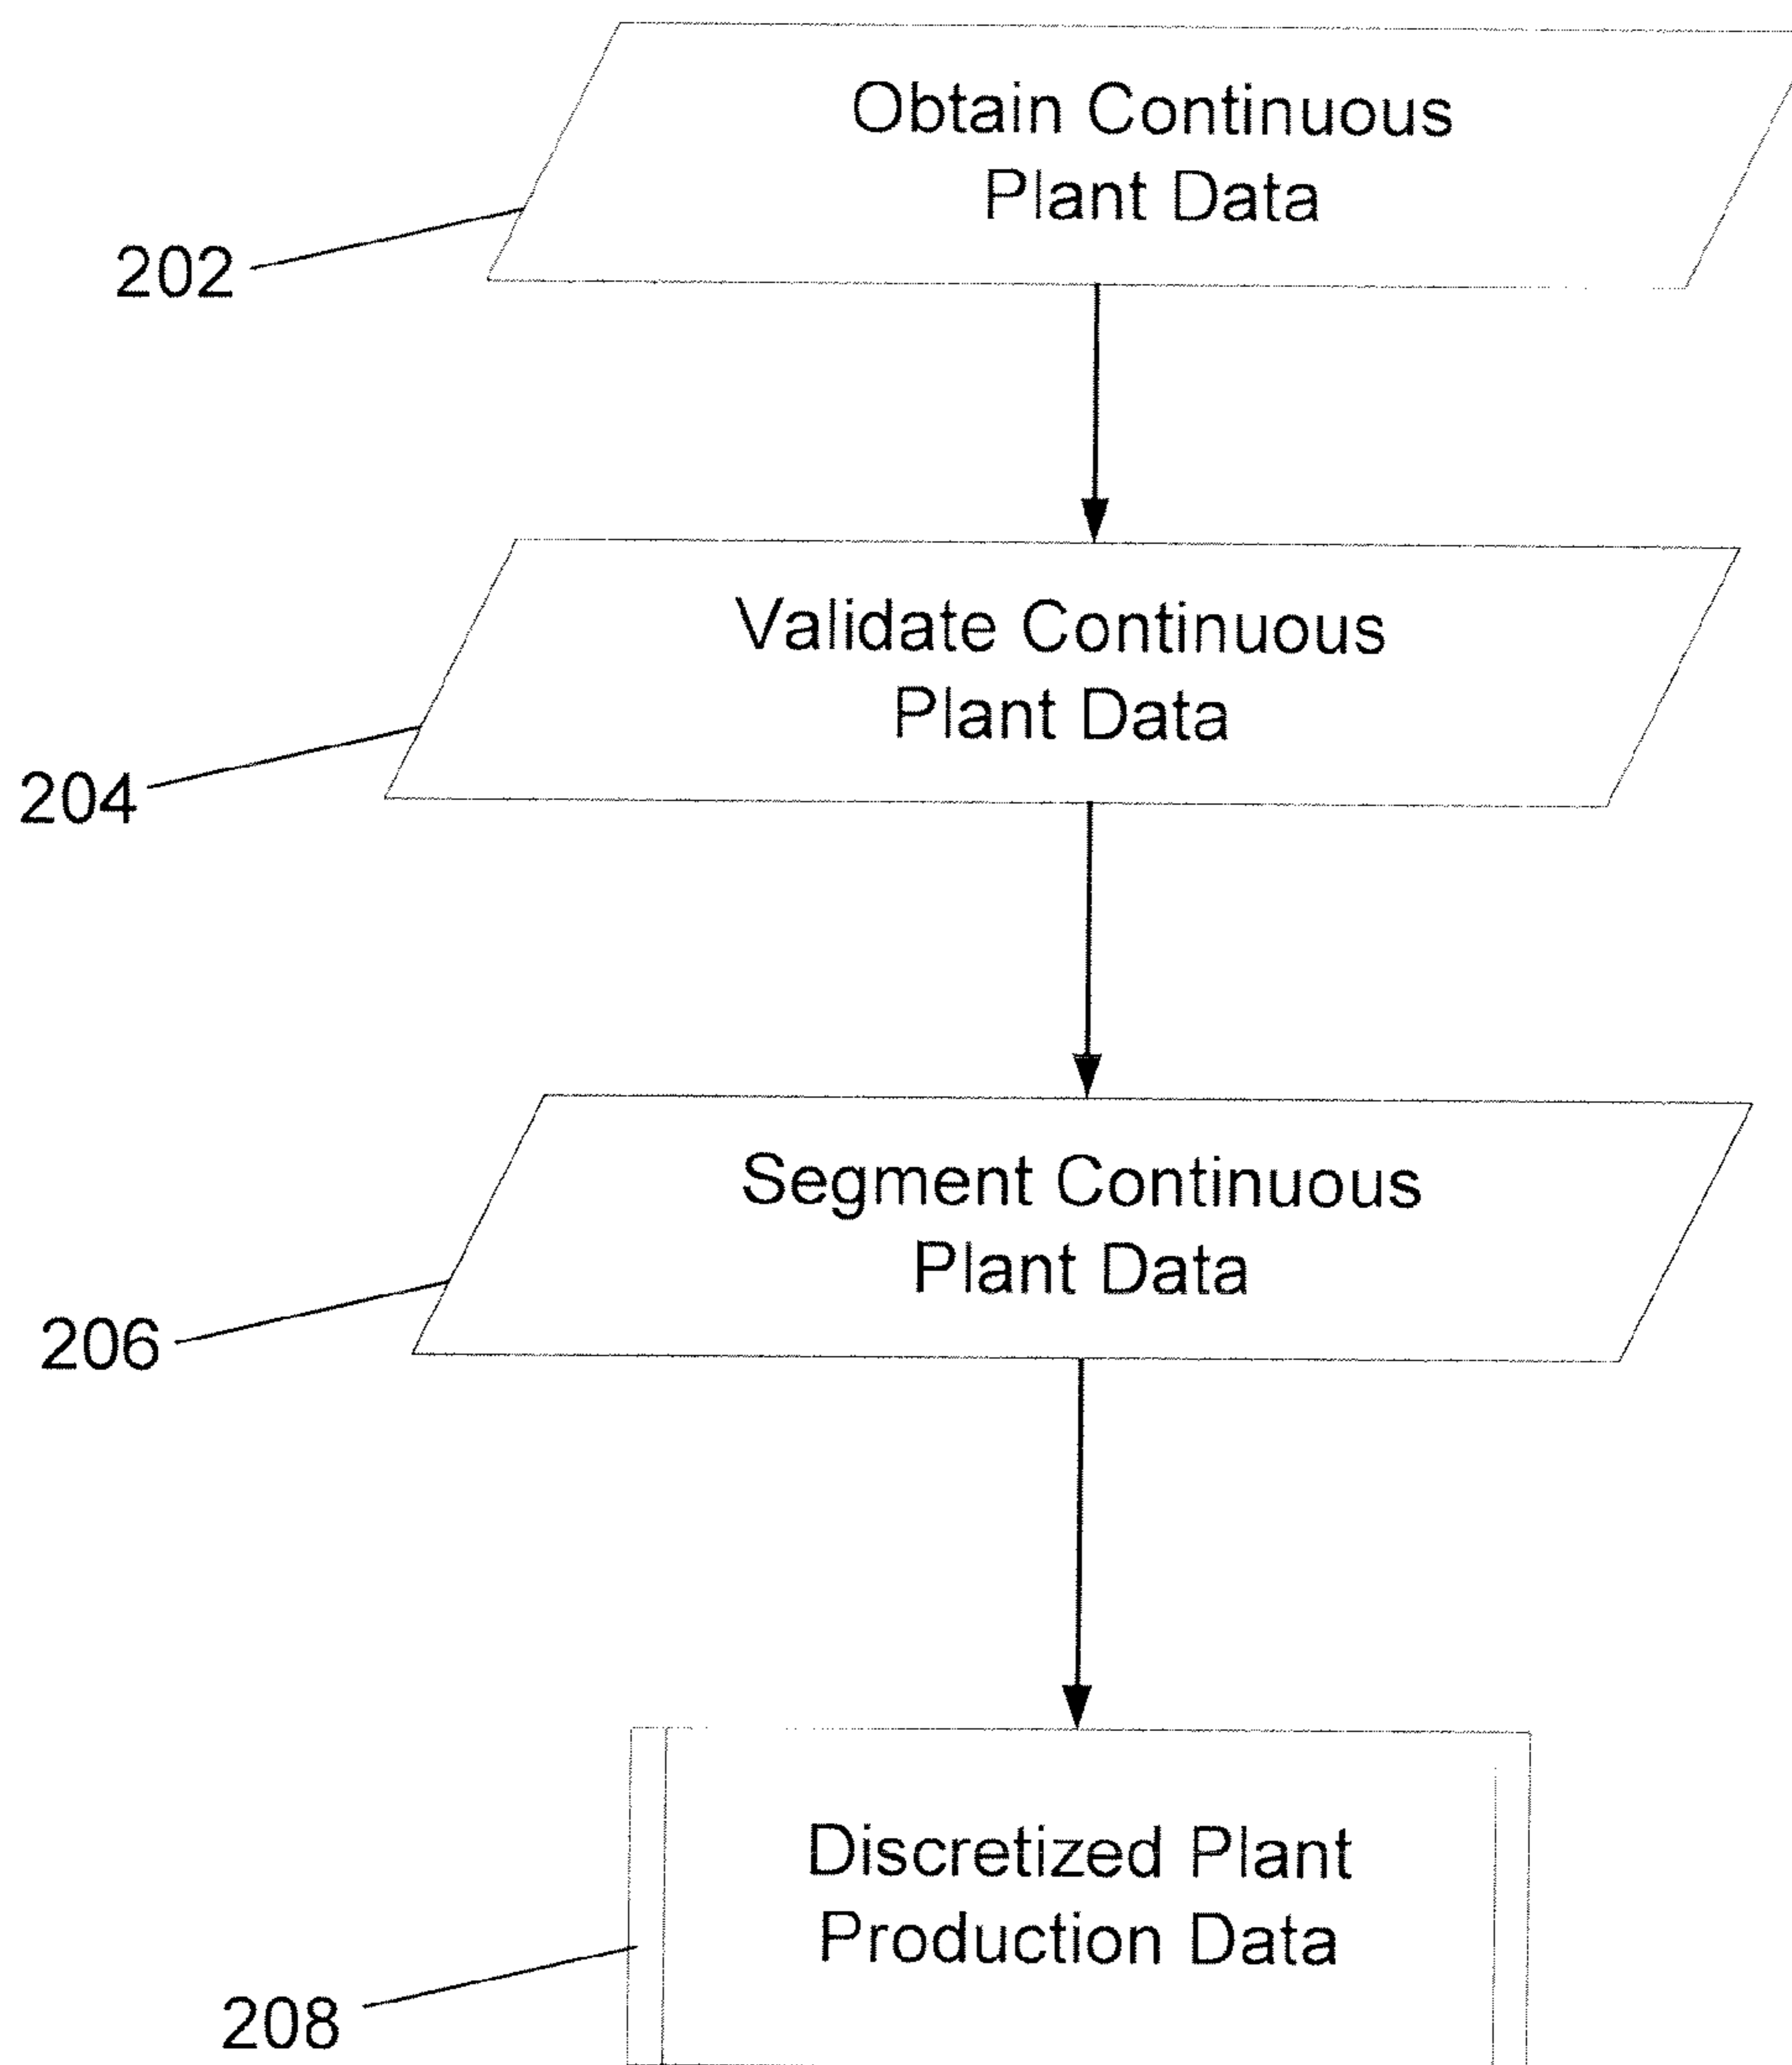 Obtain Continuous
Plant Data
202
Validate Continuous
Plant Data
204
Segment Continuous
Plant Data
206
Discretized Plant
Production Data
208